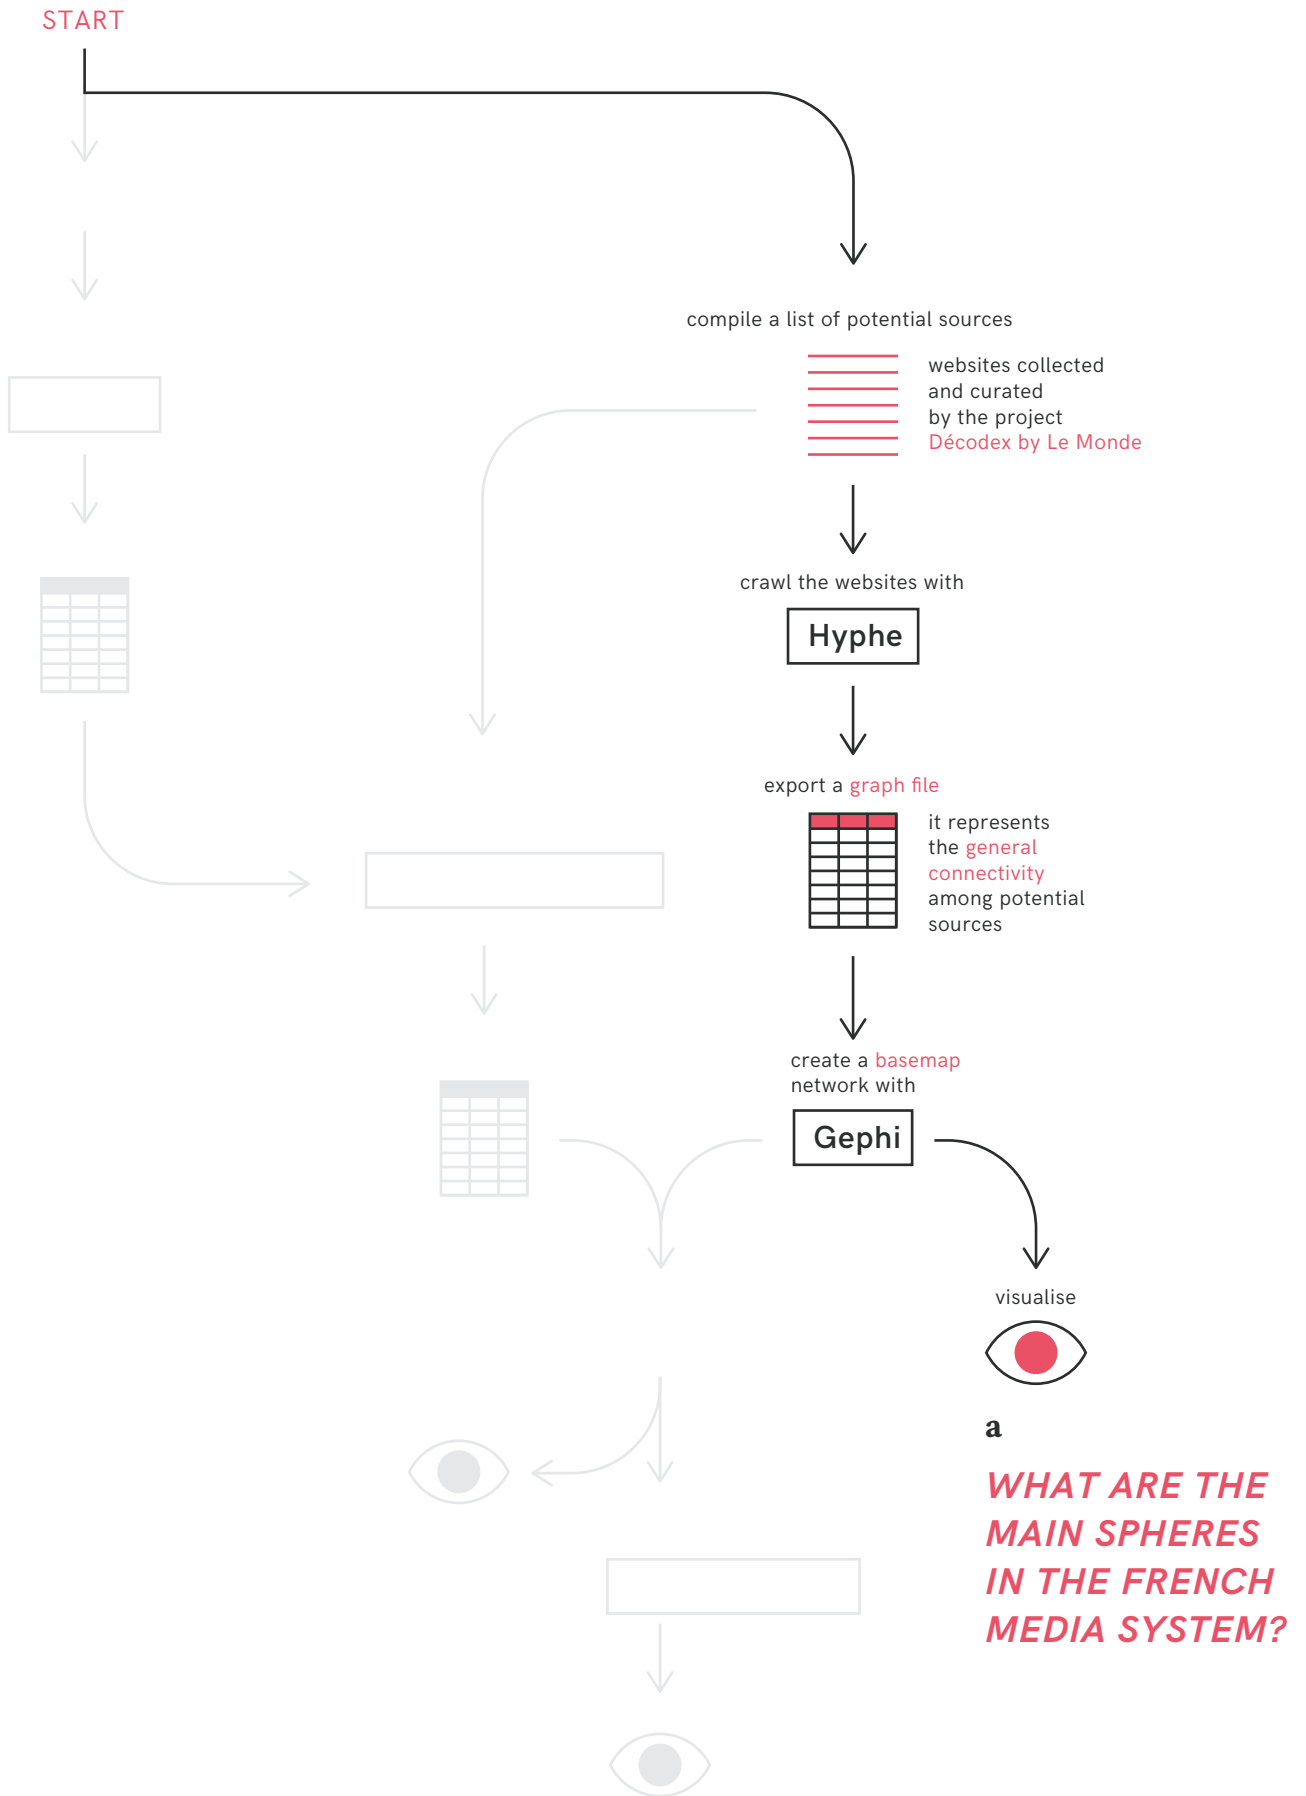 START
compile a list of potential sources
websites collected
and curated
by the project
Décodex by Le Monde
crawl the websites with
Hyphe
export a graph file
it represents
the general
connectivity
among potential
sources
create a basemap
network with
Gephi
visualise
a
WHAT ARE THE
MAIN SPHERES
IN THE FRENCH
MEDIA SYSTEM?